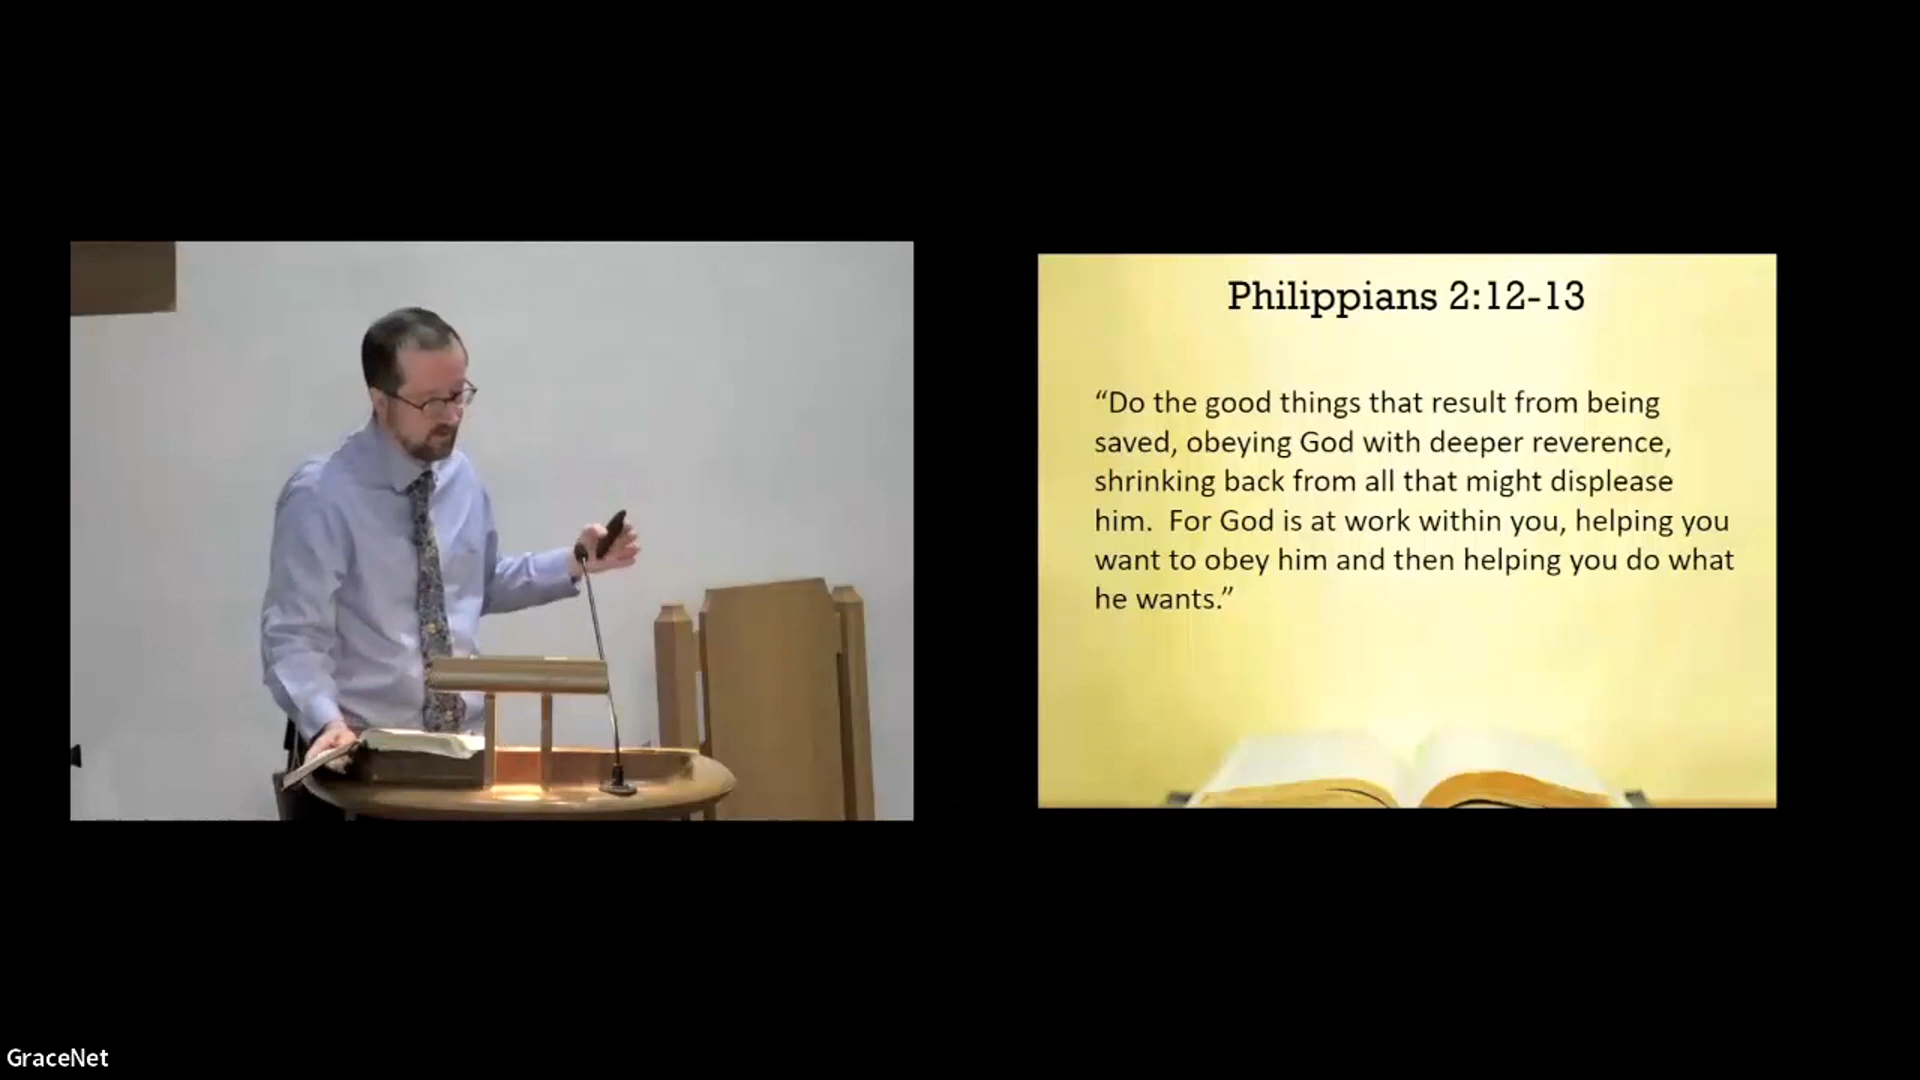 Philippians 2:12-13
“Do the good things that result from being
saved, obeying God with deeper reverence,
shrinking back from all that might displease
him.  For God is at work within you, helping you
want to obey him and then helping you do what
he wants.”
GraceNet